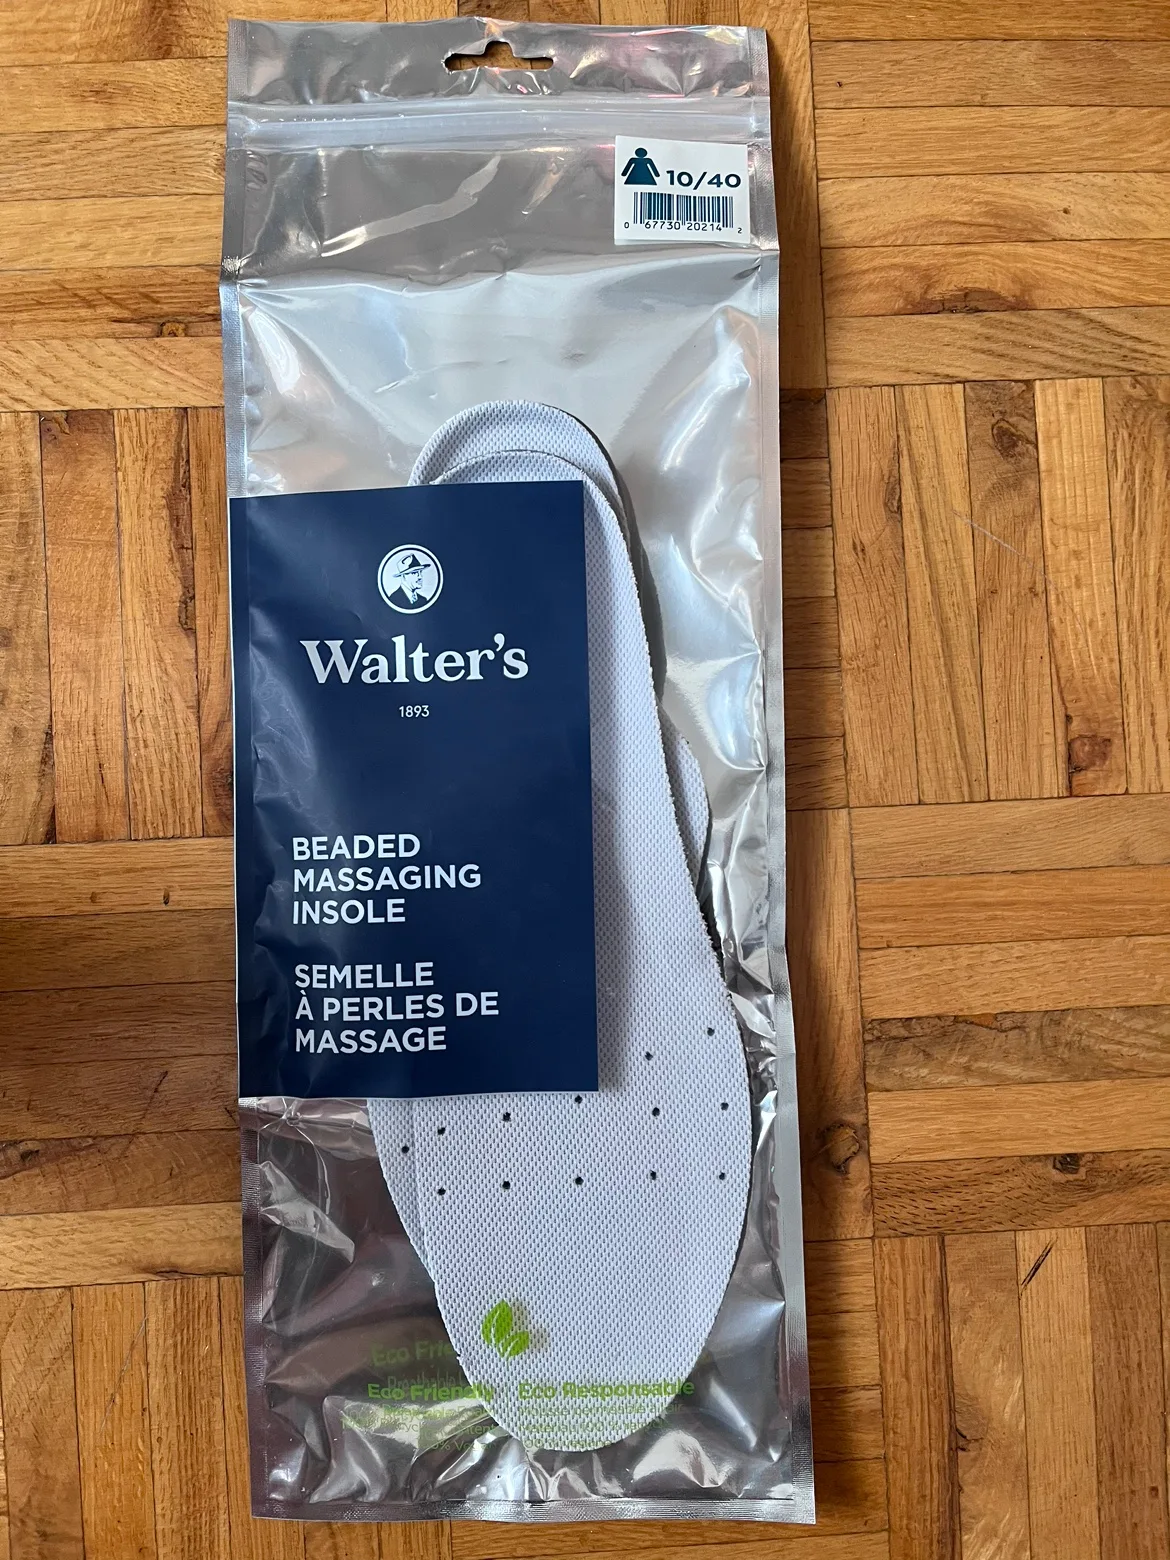 10/40
0 67730 20214 2
Walter's
1893
BEADED
MASSAGING
INSOLE
SEMELLE
À PERLES DE
MASSAGE
Eco Friendly Eco Responsable